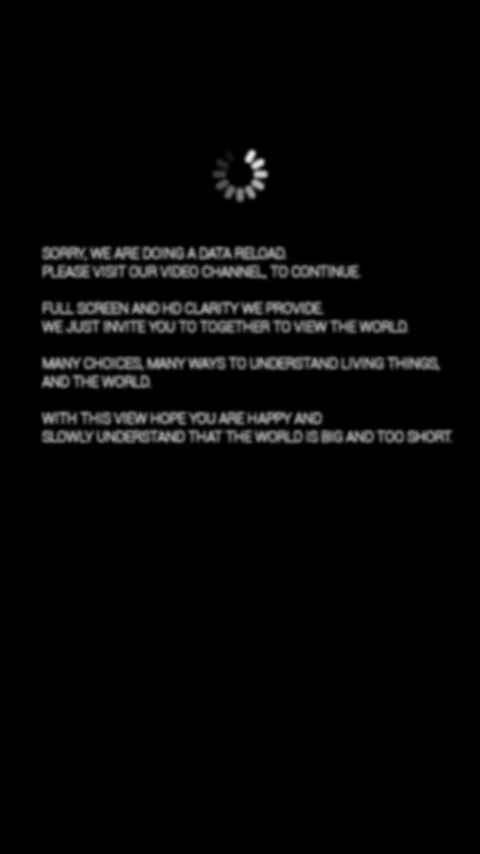 SORRY, WE ARE DOING A DATA RELOAD.
PLEASE VISIT OUR VIDEO CHANNEL, TO CONTINUE.
FULL SCREEN AND HD CLARITY WE PROVIDE.
WE JUST INVITE YOU TO TOGETHER TO VIEW THE WORLD.
MANY CHOICES, MANY WAYS TO UNDERSTAND LIVING THINGS,
AND THE WORLD.
WITH THIS VIEW HOPE YOU ARE HAPPY AND
SLOWLY UNDERSTAND THAT THE WORLD IS BIG AND TOO SHORT.